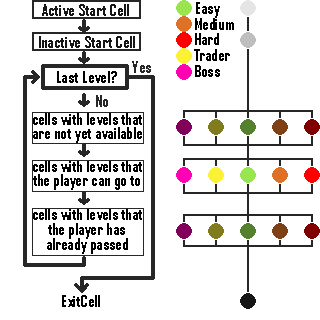 Active Start Cell
Inactive Start Cell
Last Level?
Yes
No
cells with levels that
are not yet available
cells with levels that
the player can go to
cells with levels that
the player has
already passed
ExitCell
Easy
Medium
Hard
Trader
Boss